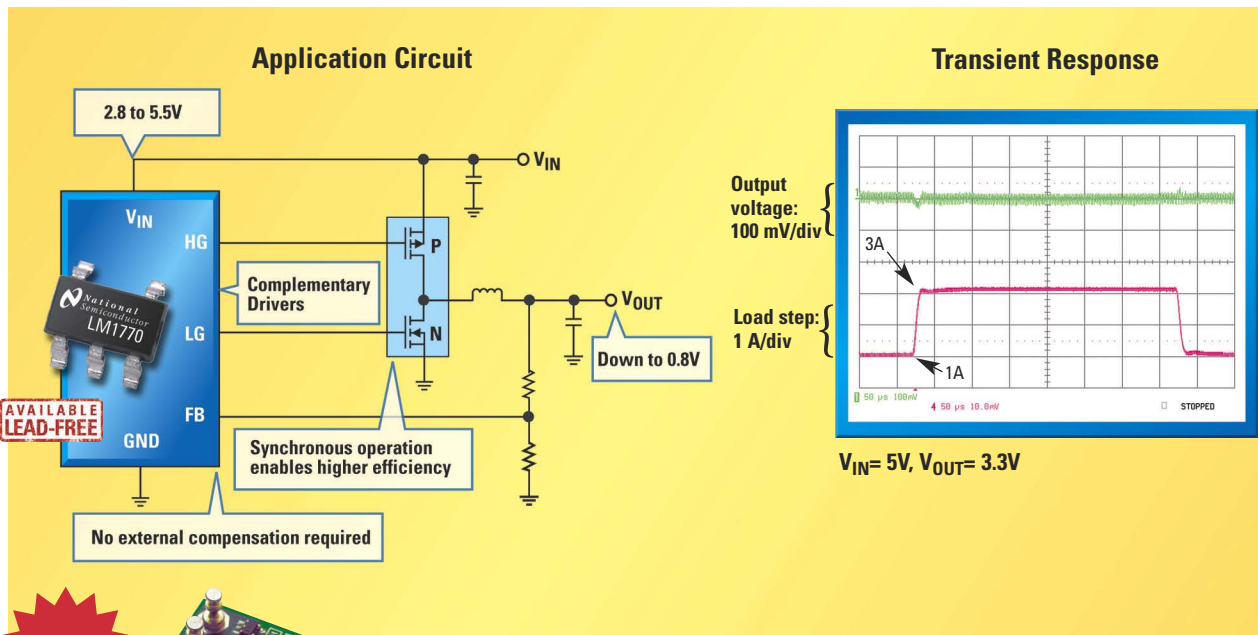 Application Circuit
2.8 to 5.5V
VIN
VIN
HG
P
Complementary
Drivers
National
Semiconductor
LM1770
LG
N
VOUT
Down to 0.8V
AVAILABLE
LEAD-FREE
FB
GND
Synchronous operation
enables higher efficiency
No external compensation required
Transient Response
Output
voltage:
100 mV/div
1
3A
Load step:
1 A/div
1A
1 50 µs 100mV
4 50 µs 10.0mV
STOPPED
VIN= 5V, VOUT= 3.3V